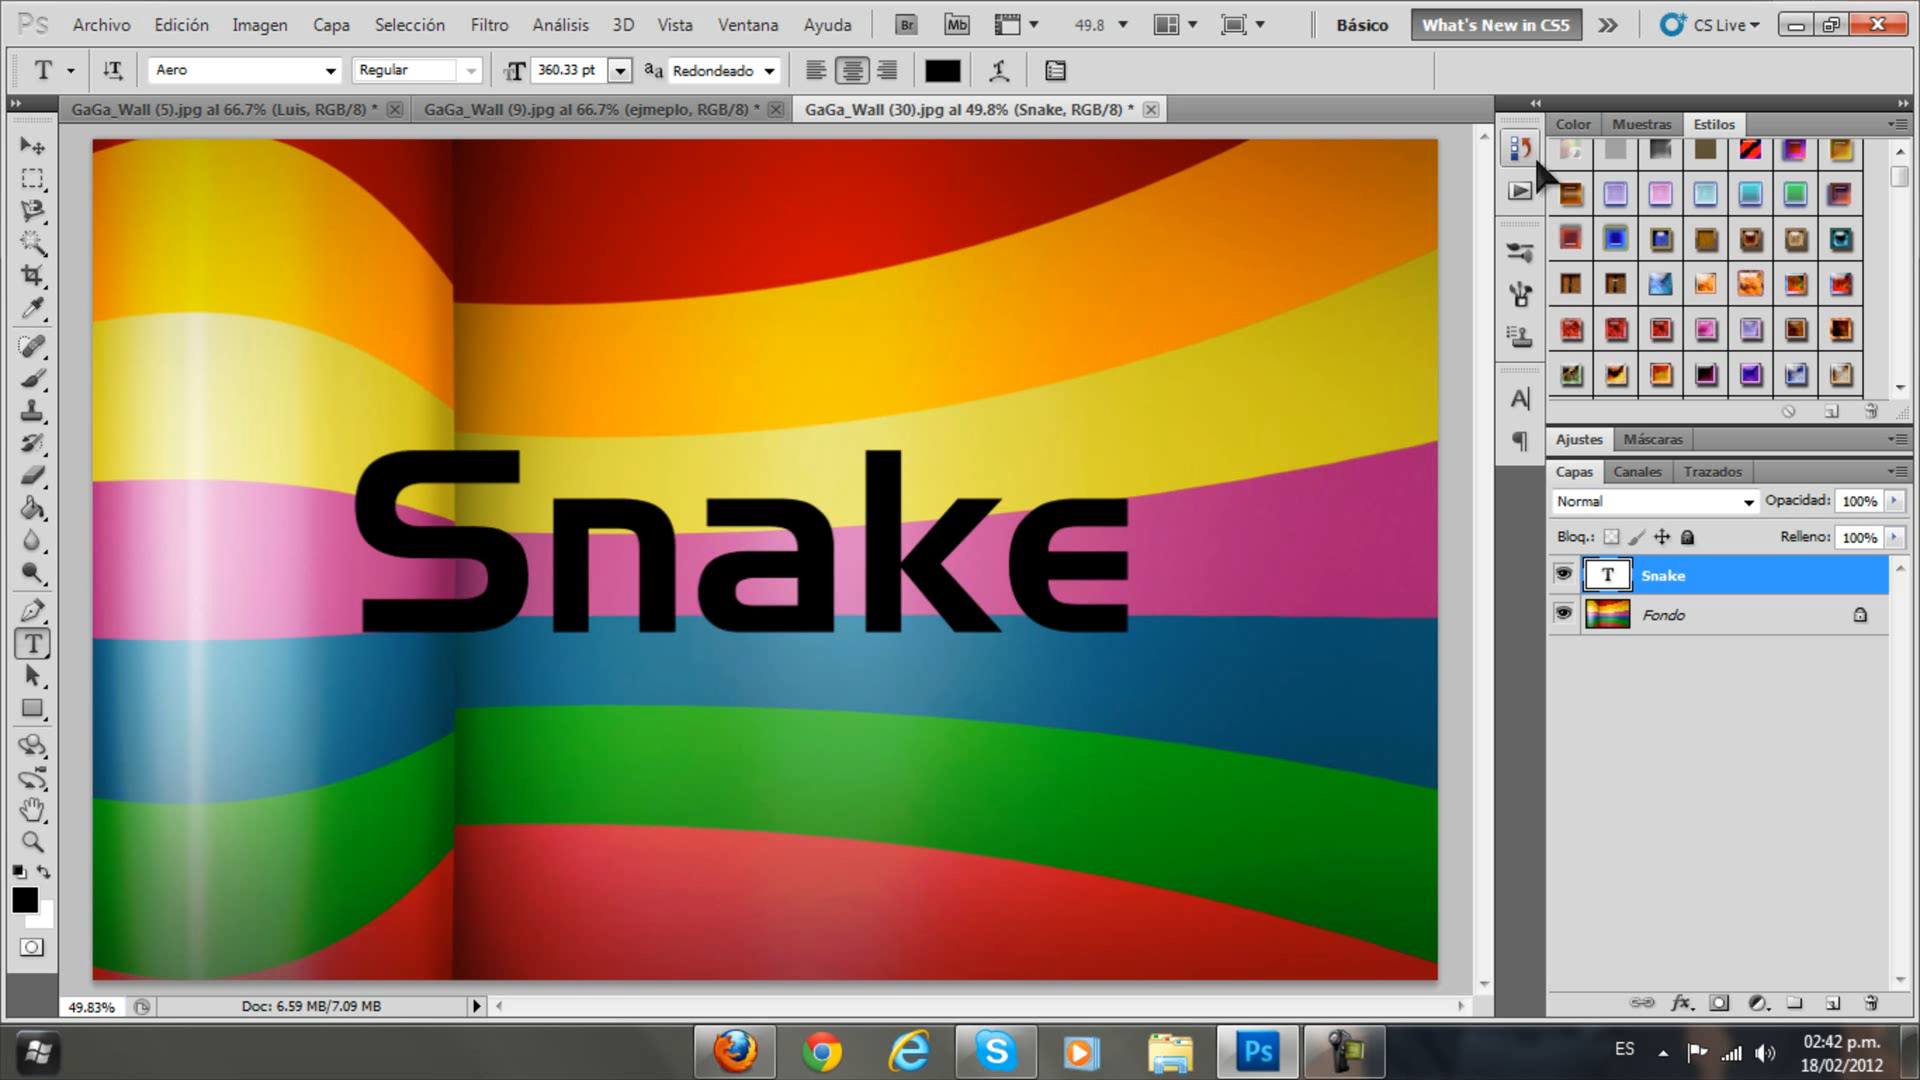 Ps Archivo Edición Imagen Capa Selección Filtro Análisis 3D Vista Ventana Ayuda Br Mb 49.8 Básico What's New in CS5 CS Live
T Aero Regular 360.33 pt aa Redondeado
GaGa_Wall (5).jpg al 66.7% (Luis, RGB/8) * GaGa_Wall (9).jpg al 66.7% (ejmeplo, RGB/8) * GaGa_Wall (30).jpg al 49.8% (Snake, RGB/8) *
Color Muestras Estilos
Snake
Ajustes Máscaras
Capas Canales Trazados
Normal Opacidad: 100%
Bloq.: Relleno: 100%
T Snake
Fondo
49.83% Doc: 6.59 MB/7.09 MB
ES 02:42 p.m.
18/02/2012